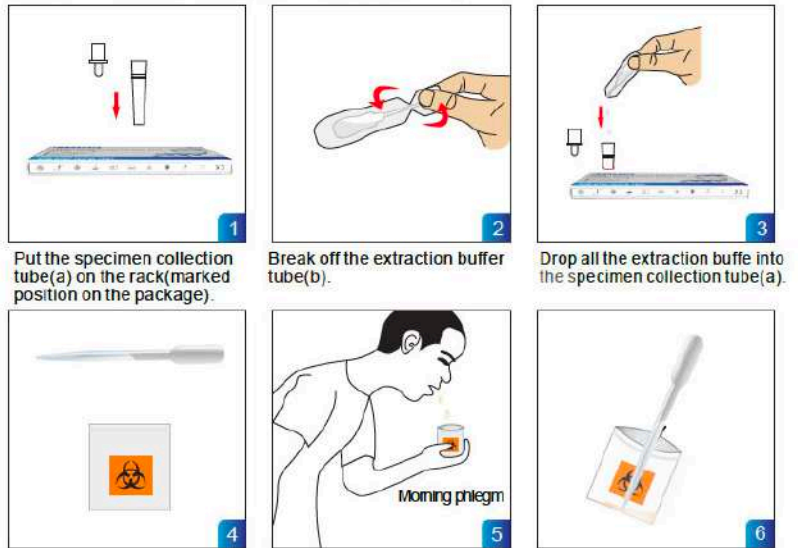 1
2
3
Put the specimen collection
tube(a) on the rack(marked
position on the package).
Break off the extraction buffer
tube(b).
Drop all the extraction buffe into
the specimen collection tube(a).
Morning phlegm
4
5
6